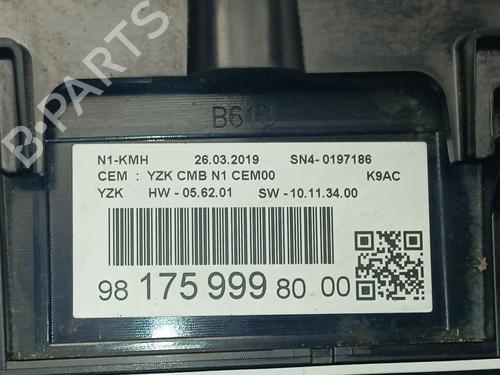 B618
N1-KMH 26.03.2019 SN4- 0197186
CEM : YZK CMB N1 CEM00 K9AC
YZK HW - 05.62.01 SW - 10.11.34.00
98 175 999 80 00
B-PARTS